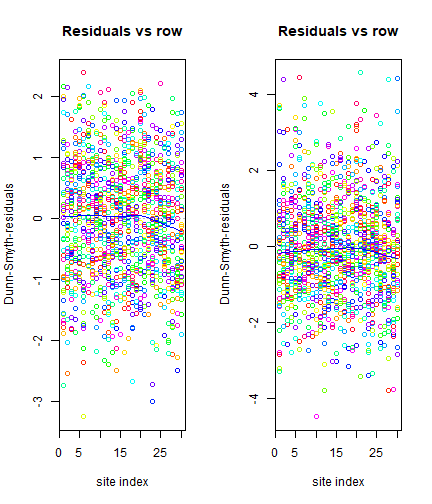 Residuals vs row
Dunn-Smyth-residuals
2
1
0
-1
-2
-3
0 5 15 25
site index
Residuals vs row
Dunn-Smyth-residuals
4
2
0
-2
-4
0 5 15 25
site index